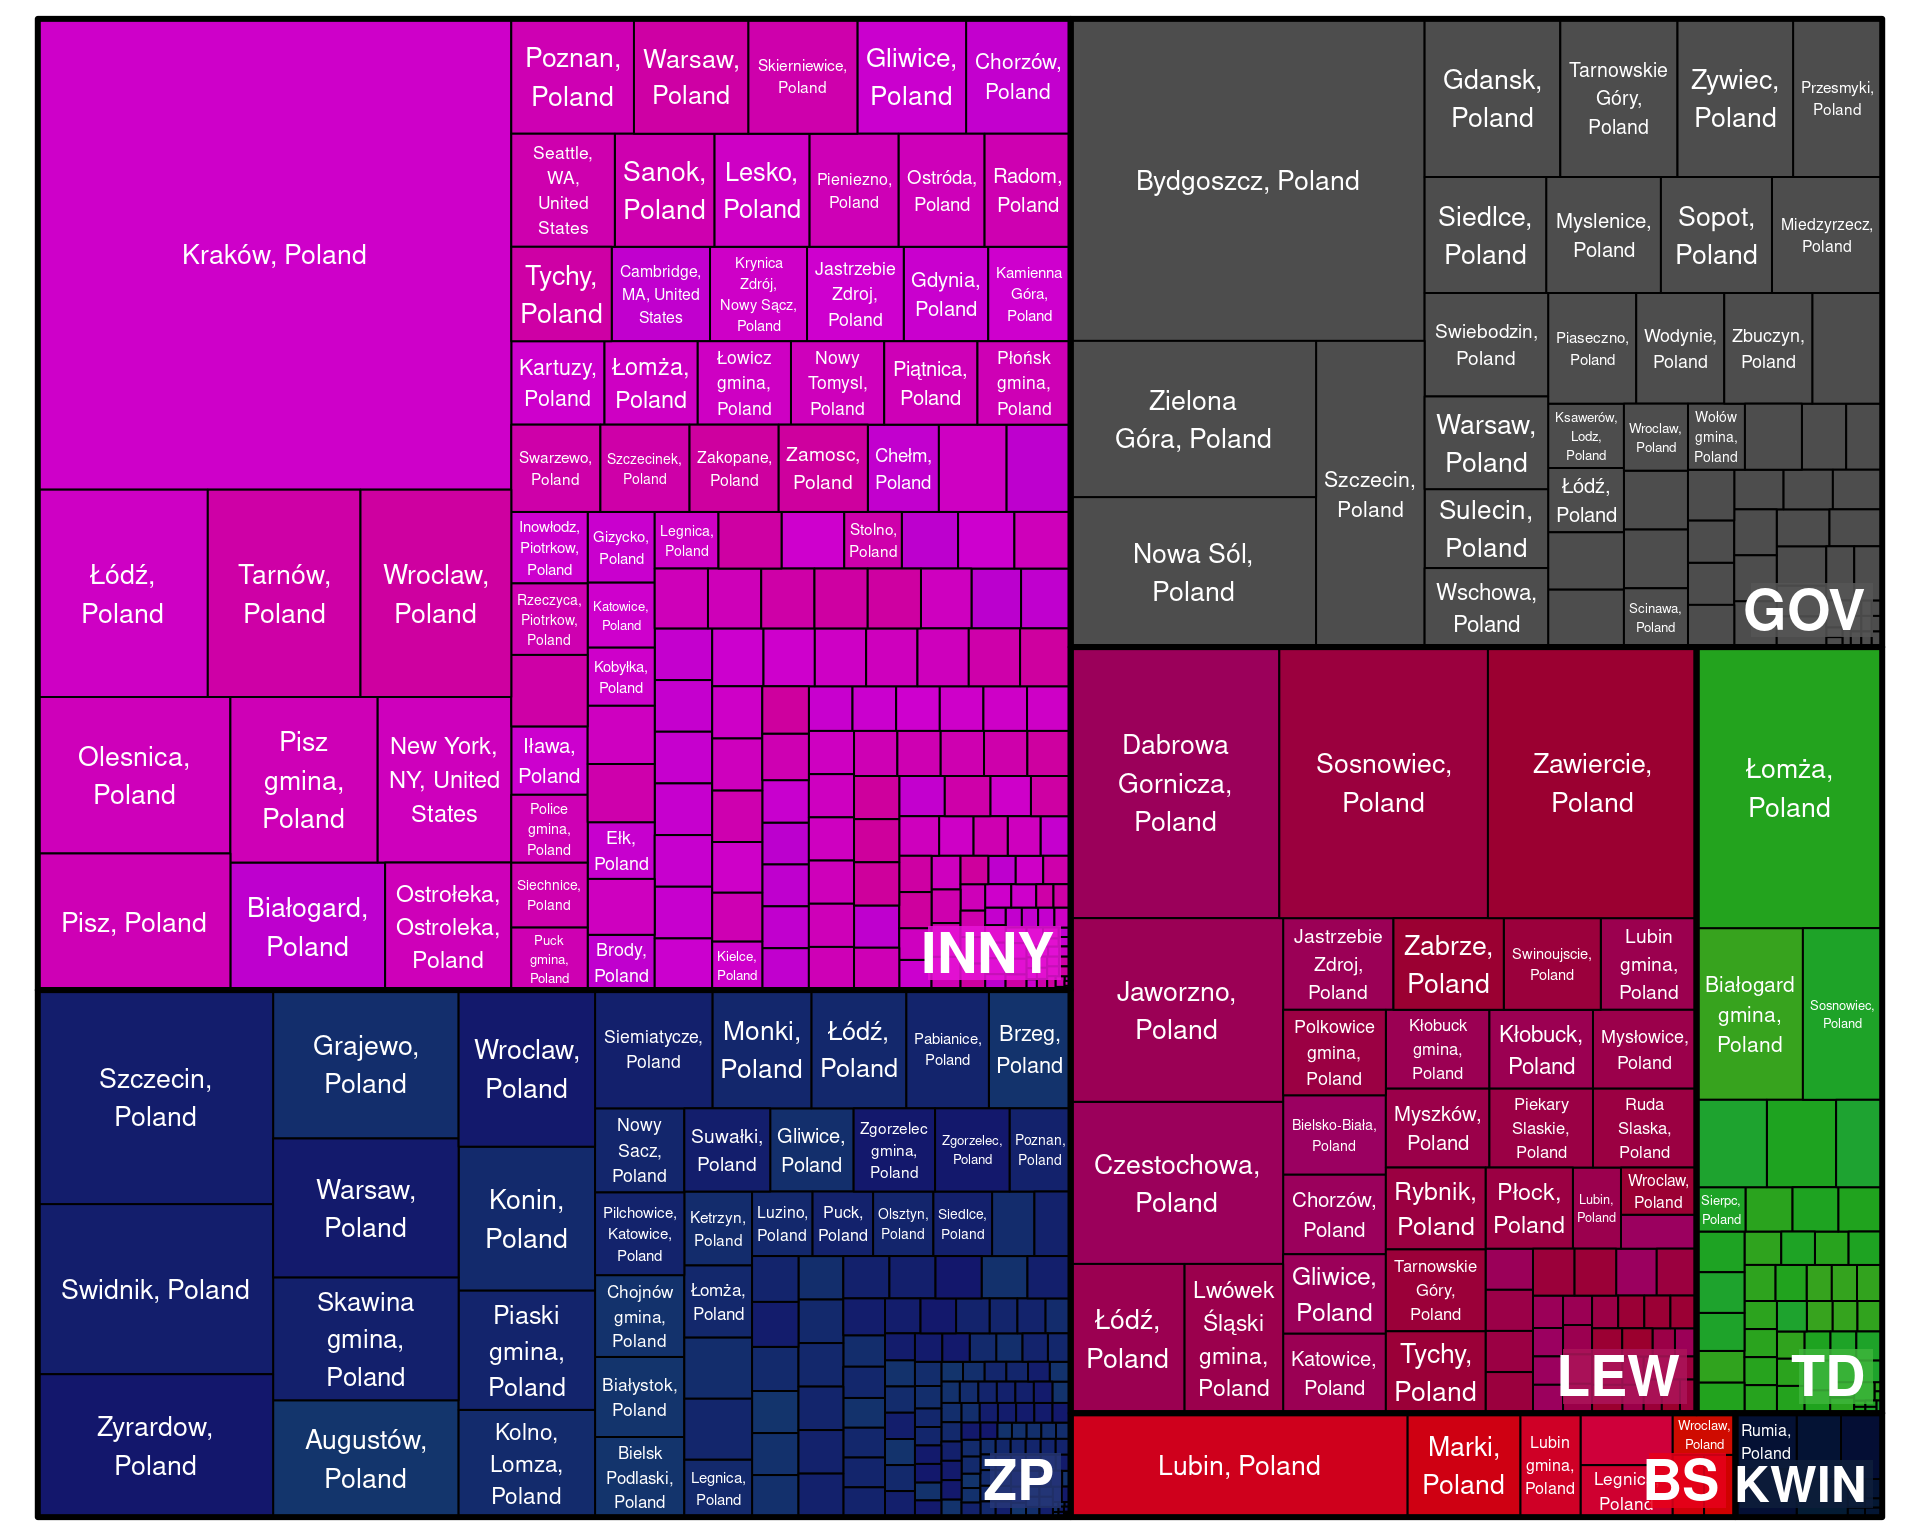 Kraków, Poland
Poznan,
Poland
Warsaw,
Poland
Skierniewice,
Poland
Gliwice,
Poland
Chorzów,
Poland
Seattle,
WA,
United
States
Sanok,
Poland
Lesko,
Poland
Pieniezno,
Poland
Ostróda,
Poland
Radom,
Poland
Tychy,
Poland
Cambridge,
MA, United
States
Krynica
Zdrój,
Nowy Sącz,
Poland
Jastrzebie
Zdroj,
Poland
Gdynia,
Poland
Kamienna
Góra,
Poland
Kartuzy,
Poland
Łomża,
Poland
Łowicz
gmina,
Poland
Nowy
Tomysl,
Poland
Piątnica,
Poland
Płońsk
gmina,
Poland
Swarzewo,
Poland
Szczecinek,
Poland
Zakopane,
Poland
Zamosc,
Poland
Chełm,
Poland
Łódź,
Poland
Tarnów,
Poland
Wroclaw,
Poland
Inowłodz,
Piotrkow,
Poland
Gizycko,
Poland
Legnica,
Poland
Stolno,
Poland
Rzeczyca,
Piotrkow,
Poland
Katowice,
Poland
Kobyłka,
Poland
Olesnica,
Poland
Pisz
gmina,
Poland
New York,
NY, United
States
Iława,
Poland
Police
gmina,
Poland
Ełk,
Poland
Pisz, Poland
Białogard,
Poland
Ostrołeka,
Ostroleka,
Poland
Siechnice,
Poland
Puck
gmina,
Poland
Brody,
Poland
Kielce,
Poland
INNY
Bydgoszcz, Poland
Gdansk,
Poland
Tarnowskie
Góry,
Poland
Zywiec,
Poland
Przesmyki,
Poland
Siedlce,
Poland
Myslenice,
Poland
Sopot,
Poland
Miedzyrzecz,
Poland
Swiebodzin,
Poland
Piaseczno,
Poland
Wodynie,
Poland
Zbuczyn,
Poland
Zielona
Góra, Poland
Szczecin,
Poland
Nowa Sól,
Poland
Warsaw,
Poland
Ksawerów,
Lodz,
Poland
Wroclaw,
Poland
Wołów
gmina,
Poland
Sulecin,
Poland
Łódź,
Poland
Wschowa,
Poland
Scinawa,
Poland
GOV
Dabrowa
Gornicza,
Poland
Sosnowiec,
Poland
Zawiercie,
Poland
Jaworzno,
Poland
Jastrzebie
Zdroj,
Poland
Zabrze,
Poland
Swinoujscie,
Poland
Lubin
gmina,
Poland
Polkowice
gmina,
Poland
Kłobuck
gmina,
Poland
Kłobuck,
Poland
Mysłowice,
Poland
Czestochowa,
Poland
Bielsko-Biała,
Poland
Myszków,
Poland
Piekary
Slaskie,
Poland
Ruda
Slaska,
Poland
Chorzów,
Poland
Rybnik,
Poland
Płock,
Poland
Lubin,
Poland
Wroclaw,
Poland
Łódź,
Poland
Lwówek
Śląski
gmina,
Poland
Gliwice,
Poland
Tarnowskie
Góry,
Poland
Katowice,
Poland
Tychy,
Poland
LEW
Łomża,
Poland
Białogard
gmina,
Poland
Sosnowiec,
Poland
Sierpc,
Poland
TD
Szczecin,
Poland
Grajewo,
Poland
Wroclaw,
Poland
Siemiatycze,
Poland
Monki,
Poland
Łódź,
Poland
Pabianice,
Poland
Brzeg,
Poland
Nowy
Sacz,
Poland
Suwałki,
Poland
Gliwice,
Poland
Zgorzelec
gmina,
Poland
Zgorzelec,
Poland
Poznan,
Poland
Swidnik, Poland
Warsaw,
Poland
Konin,
Poland
Pilchowice,
Katowice,
Poland
Ketrzyn,
Poland
Luzino,
Poland
Puck,
Poland
Olsztyn,
Poland
Siedlce,
Poland
Skawina
gmina,
Poland
Piaski
gmina,
Poland
Chojnów
gmina,
Poland
Łomża,
Poland
Zyrardow,
Poland
Augustów,
Poland
Kolno,
Lomza,
Poland
Białystok,
Poland
Bielsk
Podlaski,
Poland
Legnica,
Poland
ZP
Lubin, Poland
Marki,
Poland
Lubin
gmina,
Poland
Legnica,
Poland
Wroclaw,
Poland
BS
Rumia,
Poland
KWIN